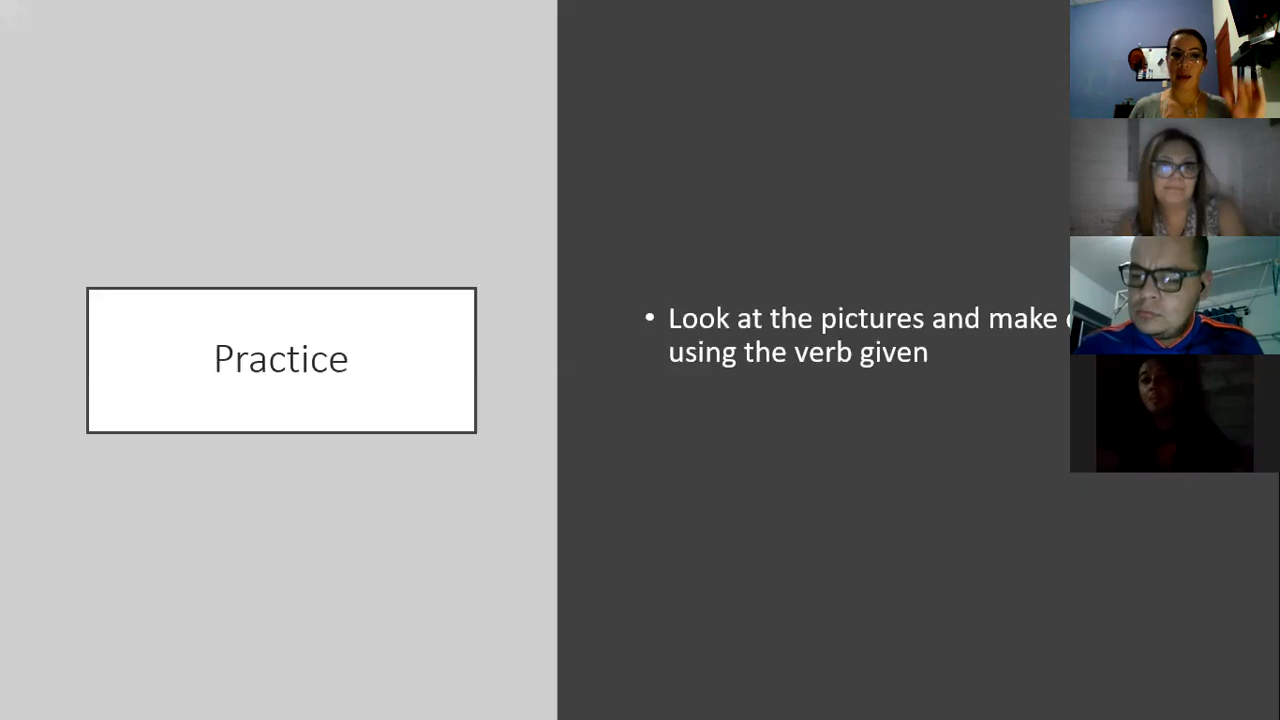 Practice
• Look at the pictures and make
using the verb given